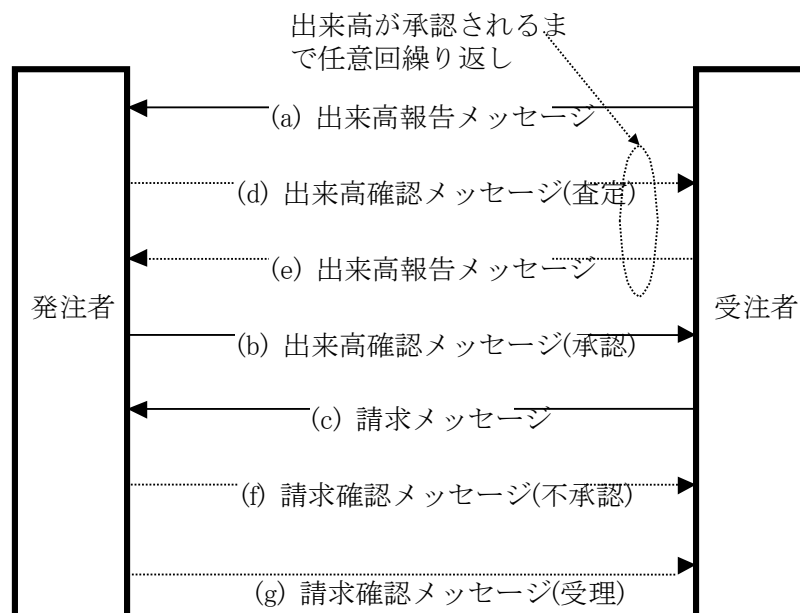 出来高が承認されるま
で任意回繰り返し
(a) 出来高報告メッセージ
(d) 出来高確認メッセージ(査定)
(e) 出来高報告メッセージ
発注者
受注者
(b) 出来高確認メッセージ(承認)
(c) 請求メッセージ
(f) 請求確認メッセージ(不承認)
(g) 請求確認メッセージ(受理)